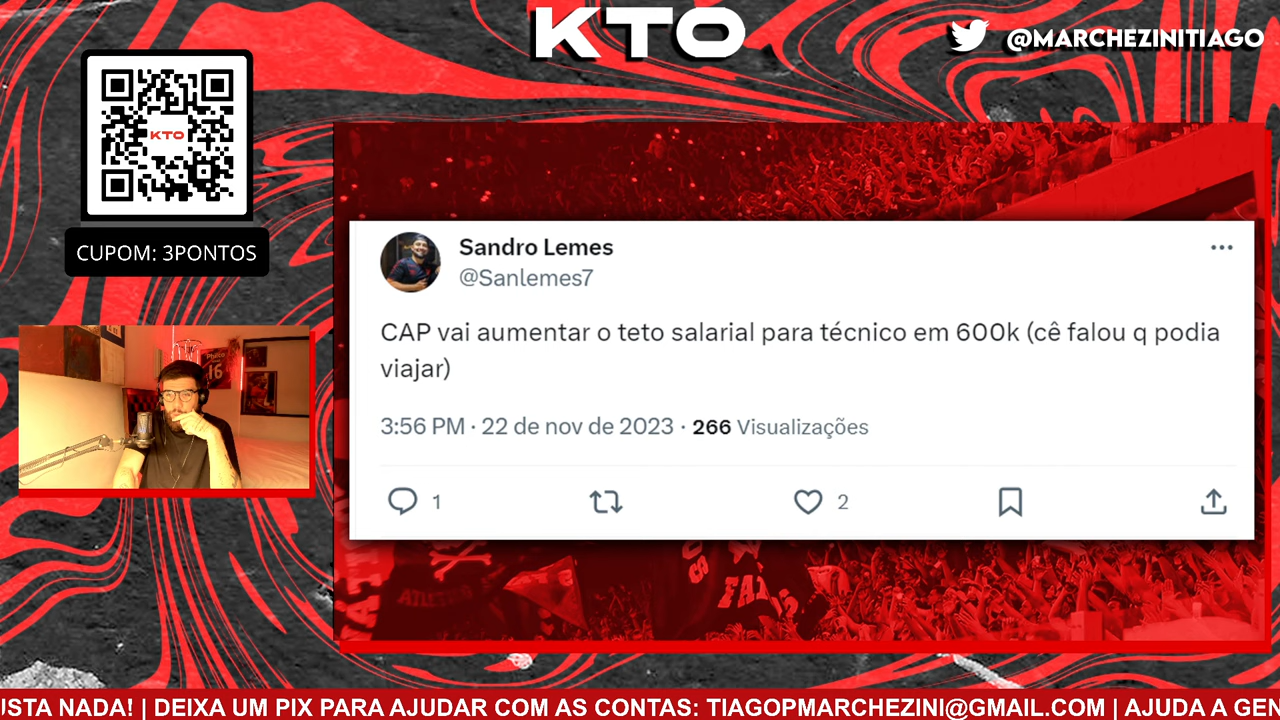 KTO
@MARCHEZINITIAGO
KTO
CUPOM: 3PONTOS
Sandro Lemes
@Sanlemes7
CAP vai aumentar o teto salarial para técnico em 600k (cê falou q podia
viajar)
3:56 PM · 22 de nov de 2023 · 266 Visualizações
1
2
16
USTA NADA! | DEIXA UM PIX PARA AJUDAR COM AS CONTAS: TIAGOPMARCHEZINI@GMAIL.COM | AJUDA A GEN